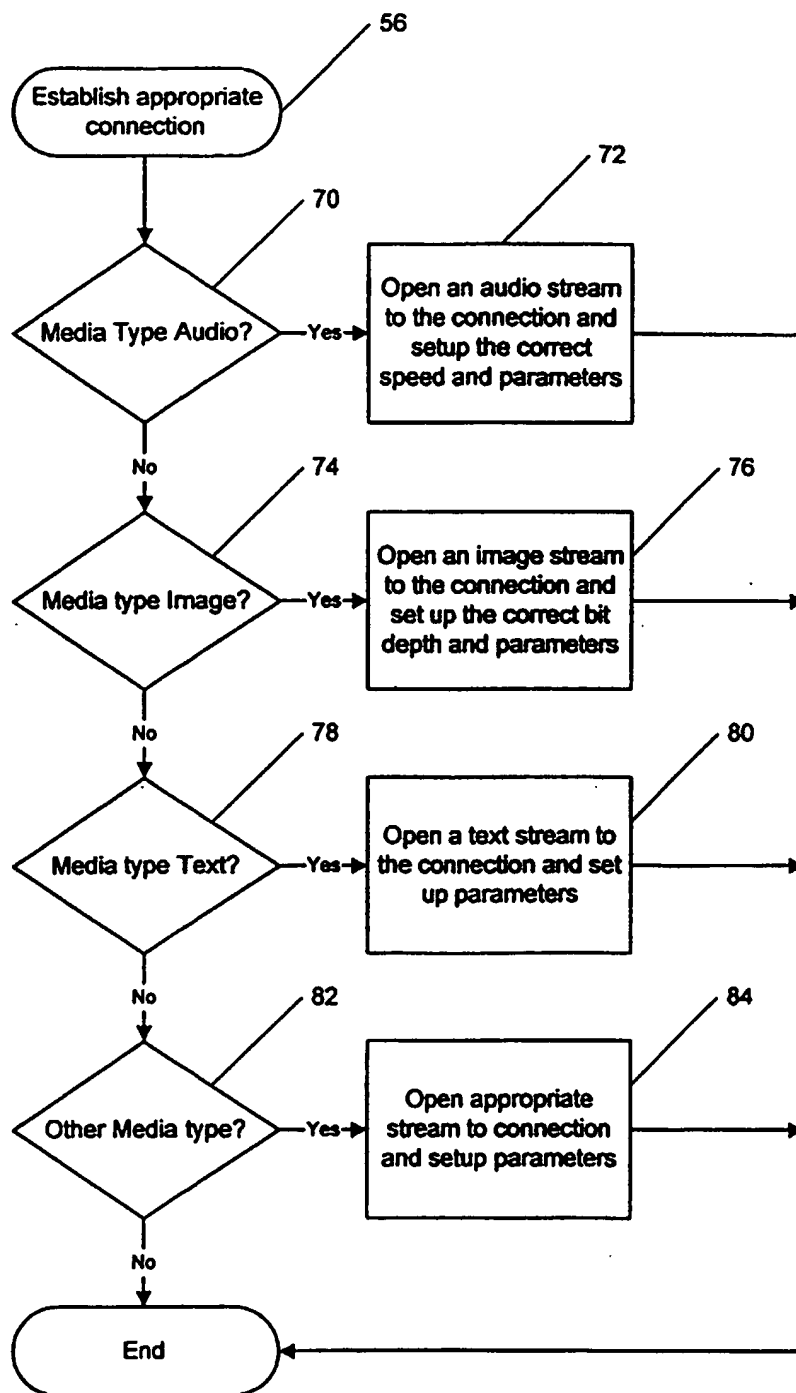 56
Establish appropriate
connection
72
70
Open an audio stream
to the connection and
setup the correct
speed and parameters
Media Type Audio?
Yes
No
74
76
Open an image stream
to the connection and
set up the correct bit
depth and parameters
Media type Image?
Yes
No
78
80
Open a text stream to
the connection and set
up parameters
Media type Text?
Yes
No
82
84
Open appropriate
stream to connection
and setup parameters
Other Media type?
Yes
No
End